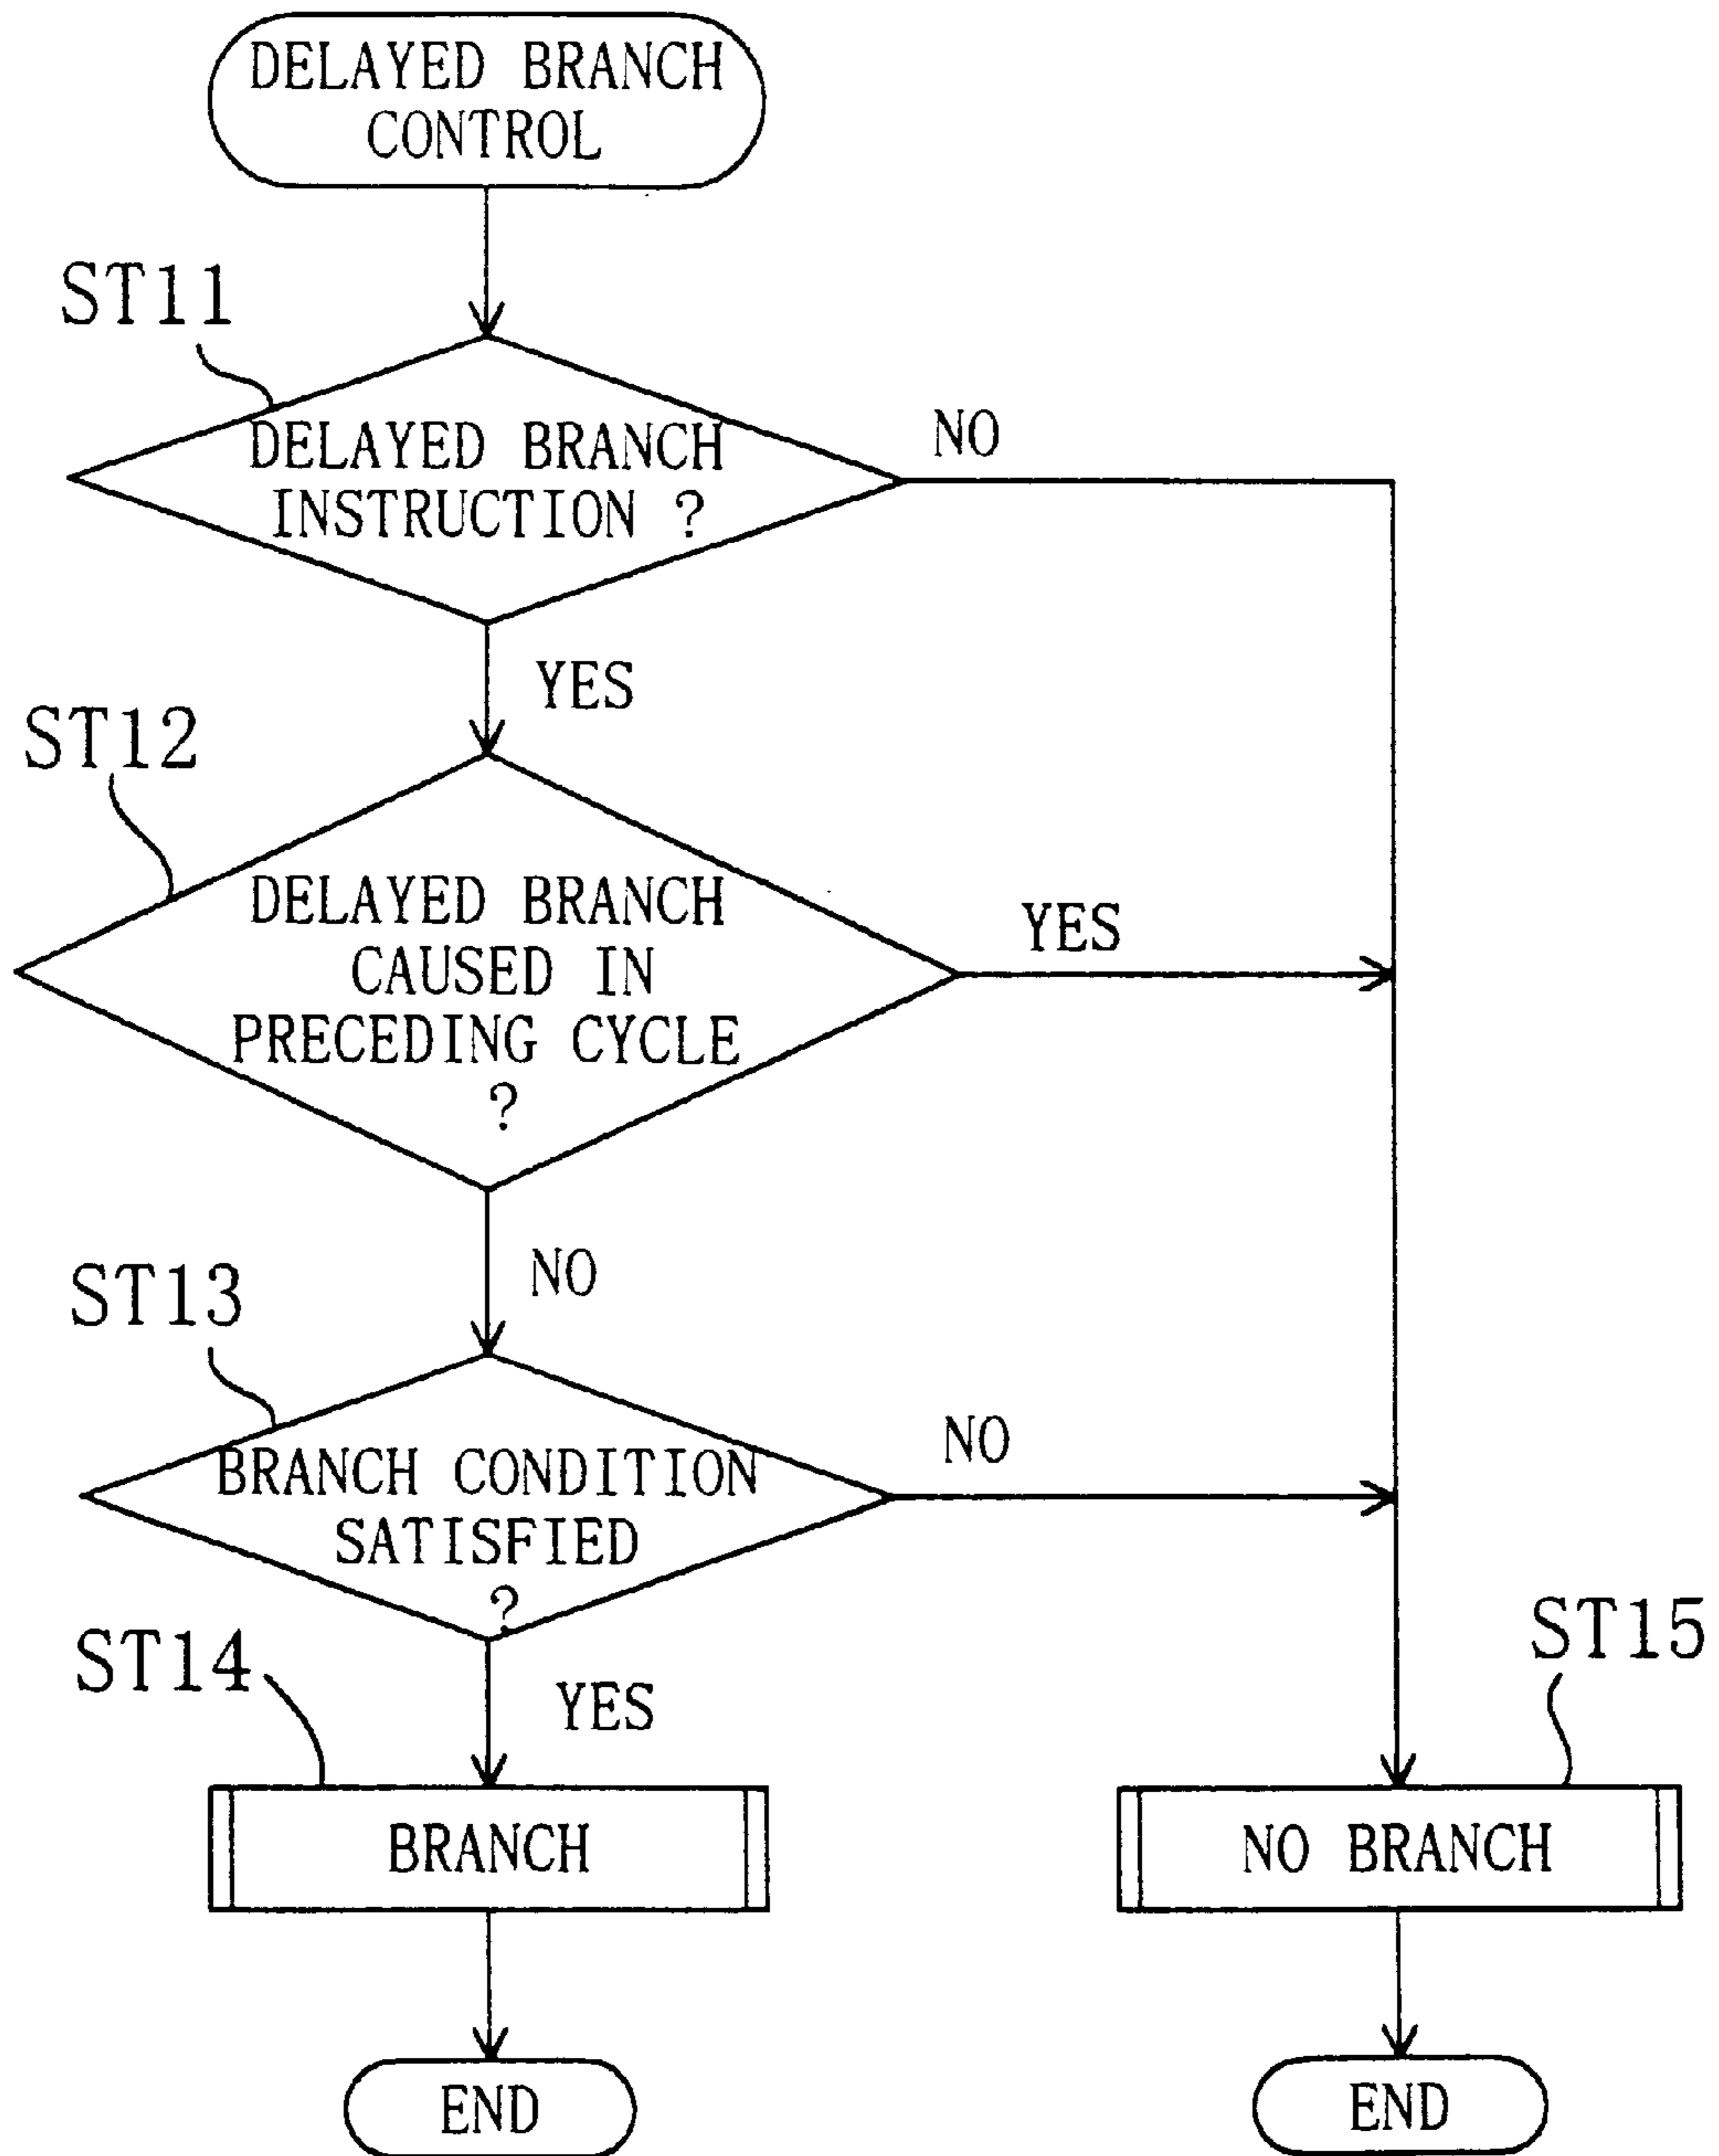 DELAYED BRANCH
CONTROL
ST11
DELAYED BRANCH
INSTRUCTION ?
NO
YES
ST12
DELAYED BRANCH
CAUSED IN
PRECEDING CYCLE
?
YES
NO
ST13
BRANCH CONDITION
SATISFIED
?
NO
YES
ST14
BRANCH
ST15
NO BRANCH
END
END